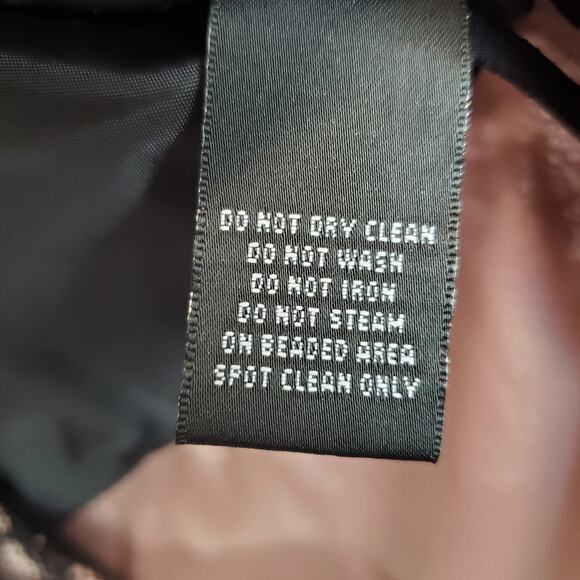 DO NOT DRY CLEAN
DO NOT WASH
DO NOT IRON
DO NOT STEAM
ON BEADED AREA
SPOT CLEAN ONLY